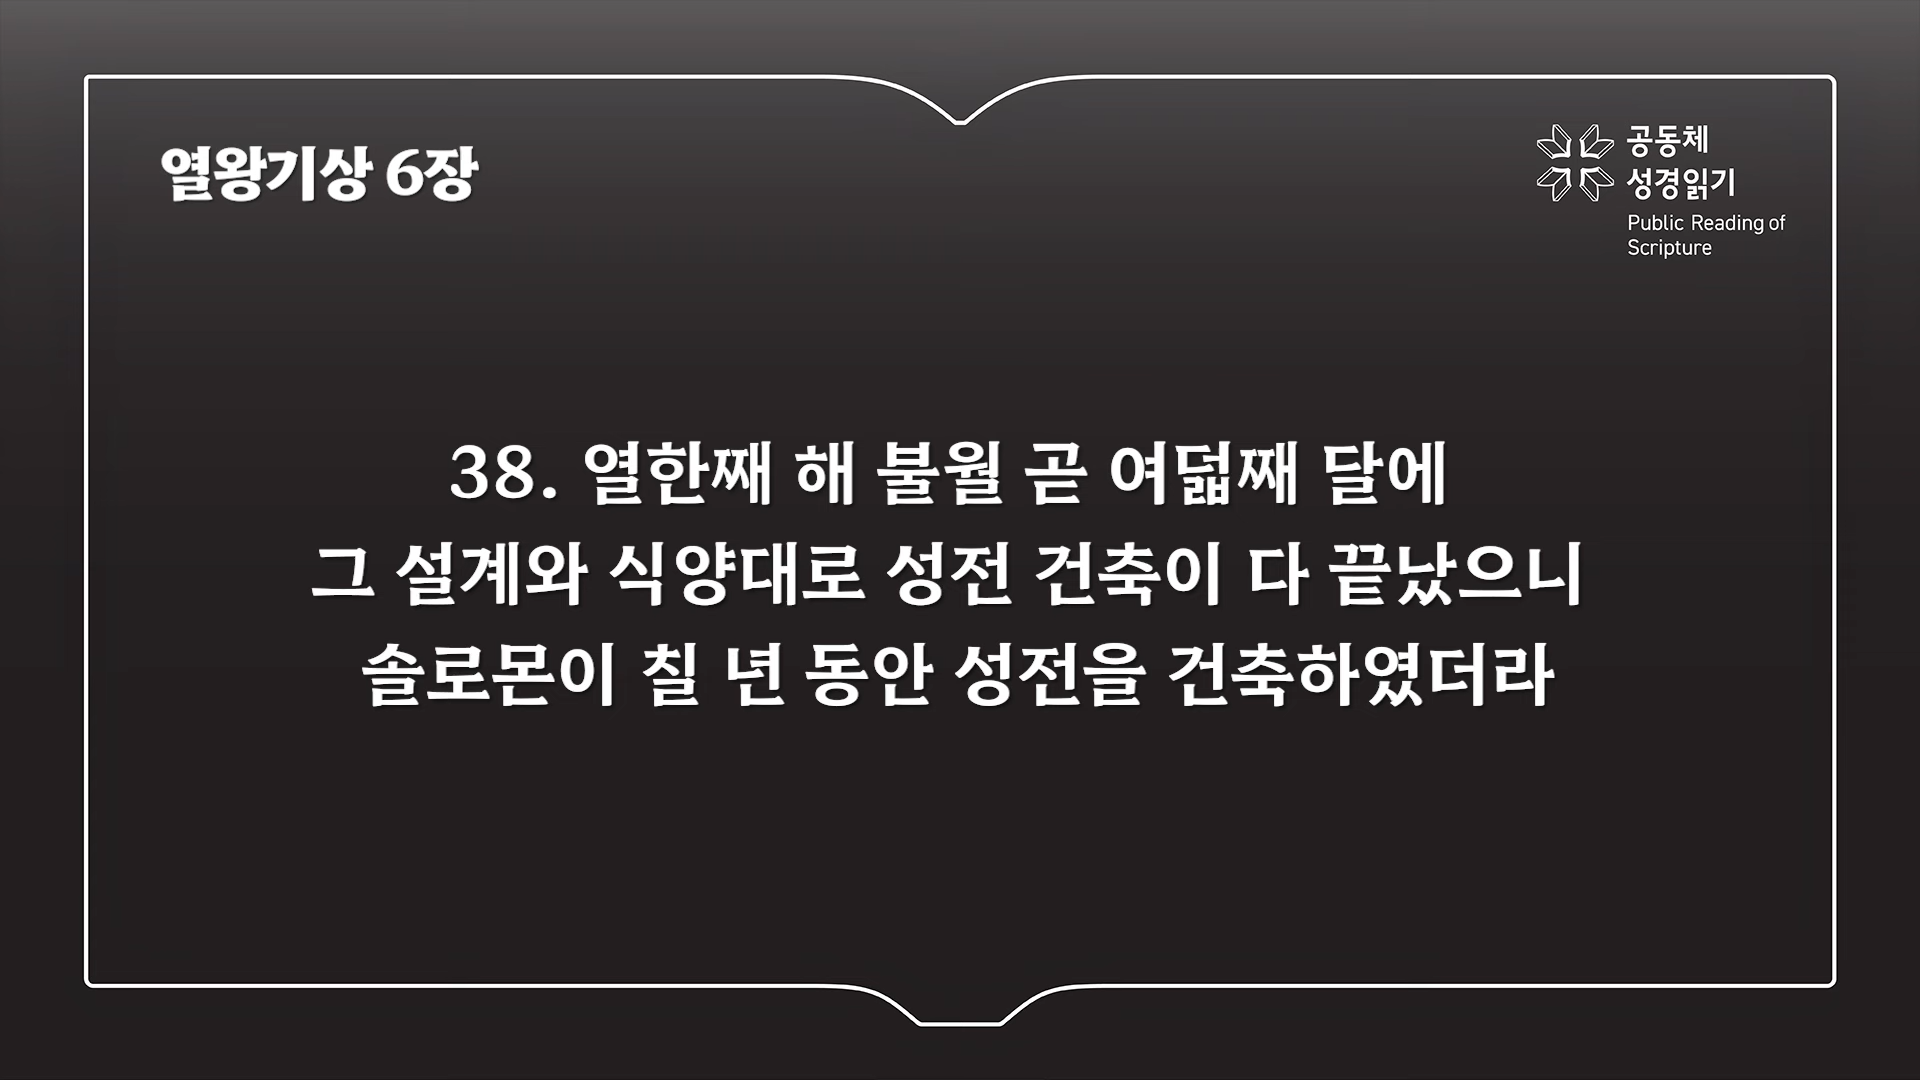 열왕기상 6장
공동체
성경읽기
Public Reading of
Scripture
38. 열한째 해 불월 곧 여덟째 달에
그 설계와 식양대로 성전 건축이 다 끝났으니
솔로몬이 칠 년 동안 성전을 건축하였더라